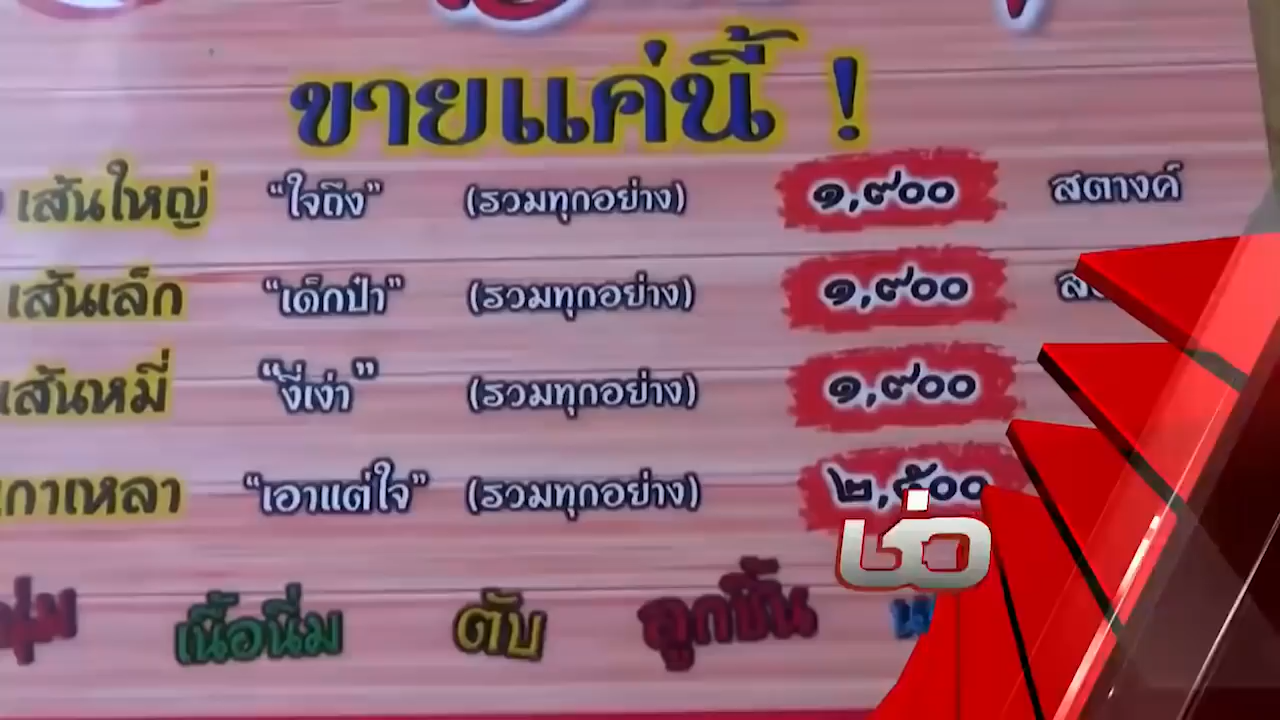 ขายแค่นี้ !
เส้นใหญ่ "ใจถึง" (รวมทุกอย่าง) ๑,๙๐๐ สตางค์
เส้นเล็ก "เด็กป๋า" (รวมทุกอย่าง) ๑,๙๐๐
เส้นหมี่ "งี่เง่า" (รวมทุกอย่าง) ๑,๙๐๐
เกาเหลา "เอาแต่ใจ" (รวมทุกอย่าง)
เนื้อนิ่ม ตับ ลูกชิ้น